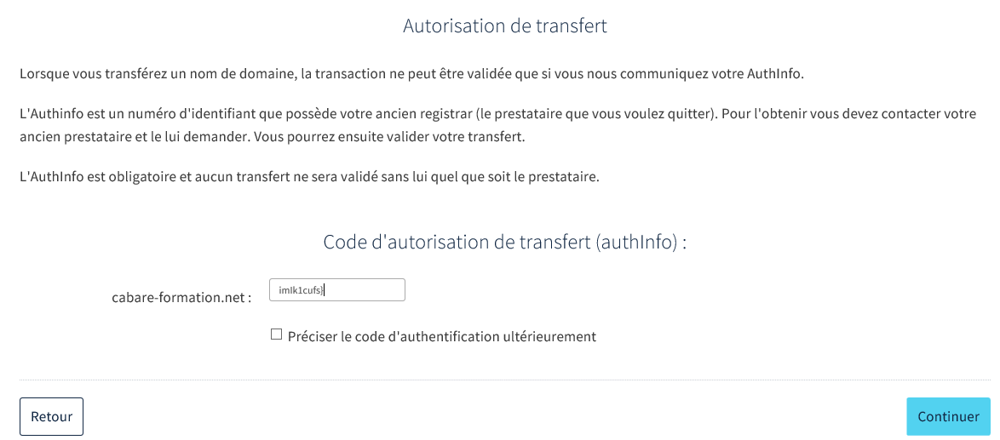 Autorisation de transfert
Lorsque vous transférez un nom de domaine, la transaction ne peut être validée que si vous nous communiquez votre AuthInfo.
L'Authinfo est un numéro d'identifiant que possède votre ancien registrar (le prestataire que vous voulez quitter). Pour l'obtenir vous devez contacter votre
ancien prestataire et le lui demander. Vous pourrez ensuite valider votre transfert.
L'AuthInfo est obligatoire et aucun transfert ne sera validé sans lui quel que soit le prestataire.
Code d'autorisation de transfert (authInfo) :
cabare-formation.net :
imIk1cufs}
Préciser le code d'authentification ultérieurement
Retour
Continuer